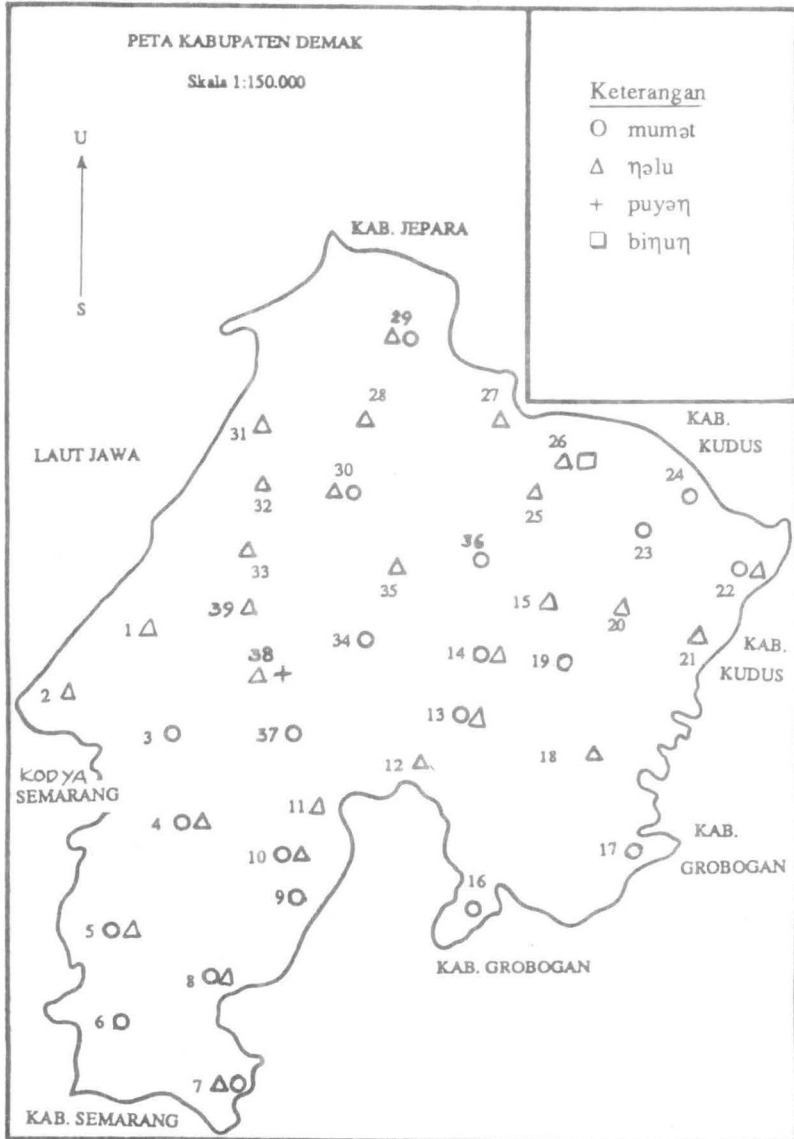 PETA KABUPATEN DEMAK
Skala 1:150.000
Keterangan
mumət
ηəlu
puyəη
biηuη
U
S
KAB. JEPARA
29
28
27
31
LAUT JAWA
KAB.
KUDUS
26
24
30
32
25
23
36
33
35
22
39
15
20
1
34
14
19
21
KAB.
KUDUS
38
2
13
3
37
12
18
KODYA
SEMARANG
11
4
10
17
KAB.
GROBOGAN
9
16
5
KAB. GROBOGAN
8
6
7
KAB. SEMARANG